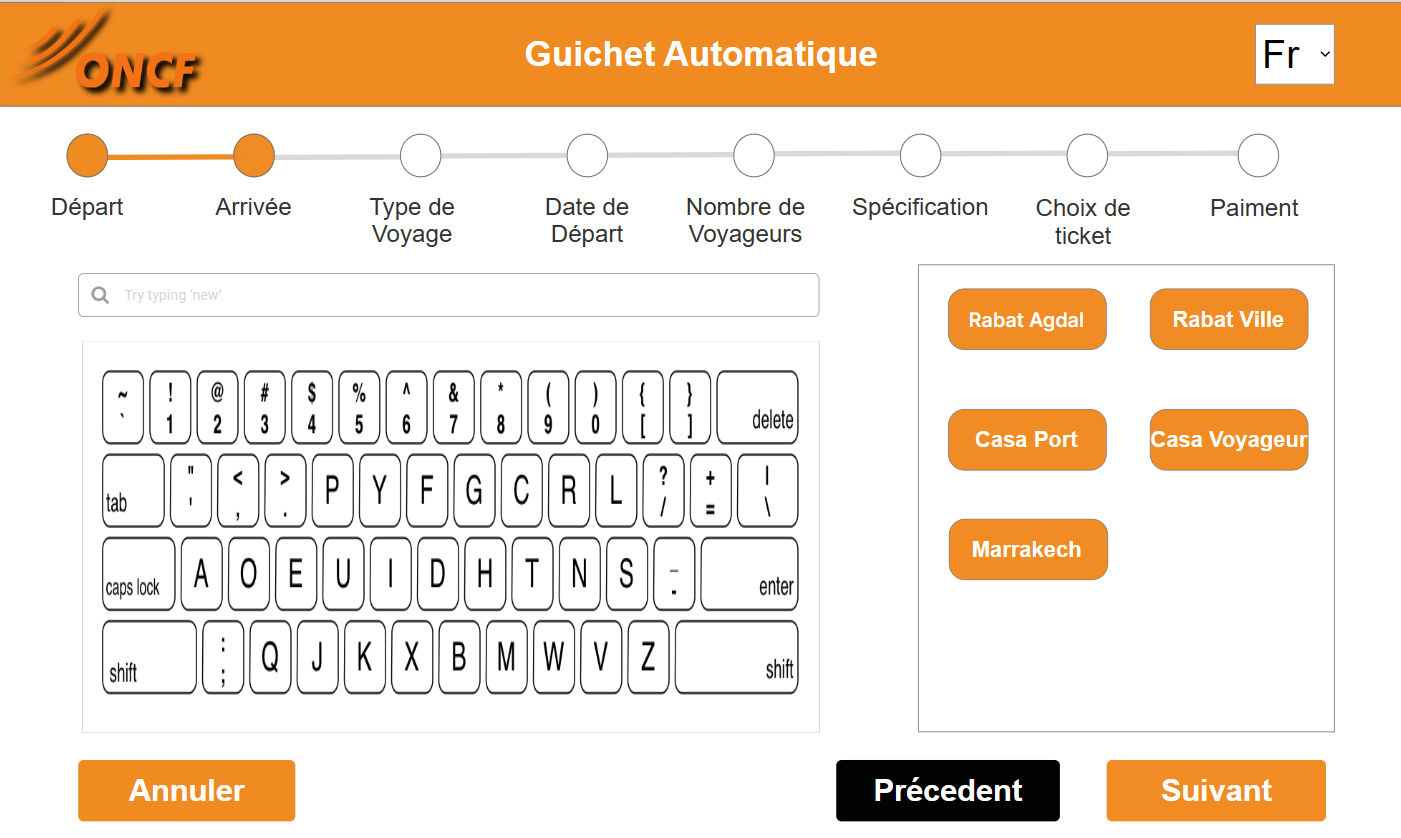 ONCF
Guichet Automatique
Fr
Départ
Arrivée
Type de
Voyage
Date de
Départ
Nombre de
Voyageurs
Spécification
Choix de
ticket
Paiment
Try typing 'new'
Rabat Agdal
Rabat Ville
Casa Port
Casa Voyageur
Marrakech
~ ! @ # $ % ^ & * ( ) { }
` 1 2 3 4 5 6 7 8 9 0 [ ] delete
" < > P Y F G C R L ? + |
tab ' , . / = \
caps lock A O E U I D H T N S _ - enter
shift : ; Q J K X B M W V Z shift
Annuler
Précedent
Suivant